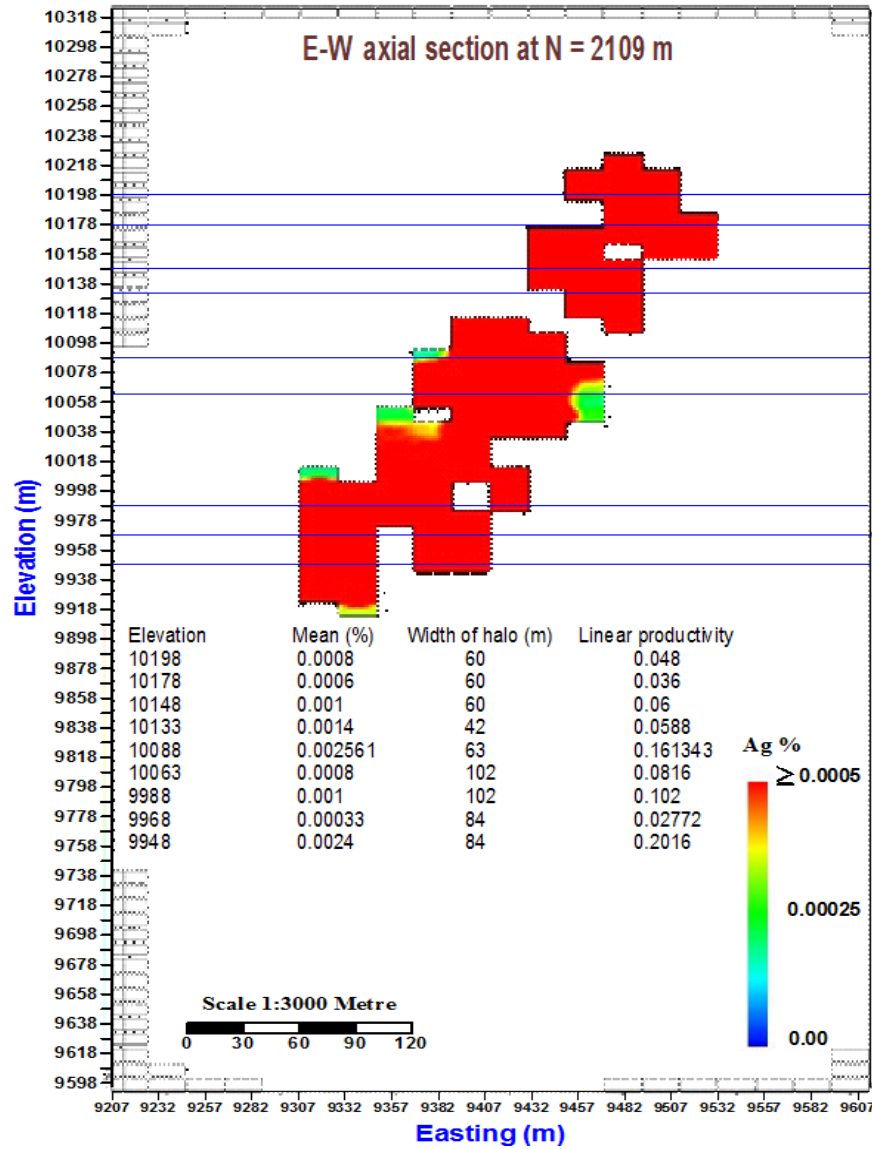 E-W axial section at N = 2109 m
10318
10298
10278
10258
10238
10218
10198
10178
10158
10138
10118
10098
10078
10058
10038
10018
9998
9978
9958
9938
9918
9898
9878
9858
9838
9818
9798
9778
9758
9738
9718
9698
9678
9658
9638
9618
9598
Elevation (m)
Elevation Mean (%) Width of halo (m) Linear productivity
10198 0.0008 60 0.048
10178 0.0006 60 0.036
10148 0.001 60 0.06
10133 0.0014 42 0.0588
10088 0.002561 63 0.161343
10063 0.0008 102 0.0816
9988 0.001 102 0.102
9968 0.00033 84 0.02772
9948 0.0024 84 0.2016
Ag %
≥ 0.0005
0.00025
0.00
Scale 1:3000 Metre
0 30 60 90 120
9207 9232 9257 9282 9307 9332 9357 9382 9407 9432 9457 9482 9507 9532 9557 9582 9607
Easting (m)